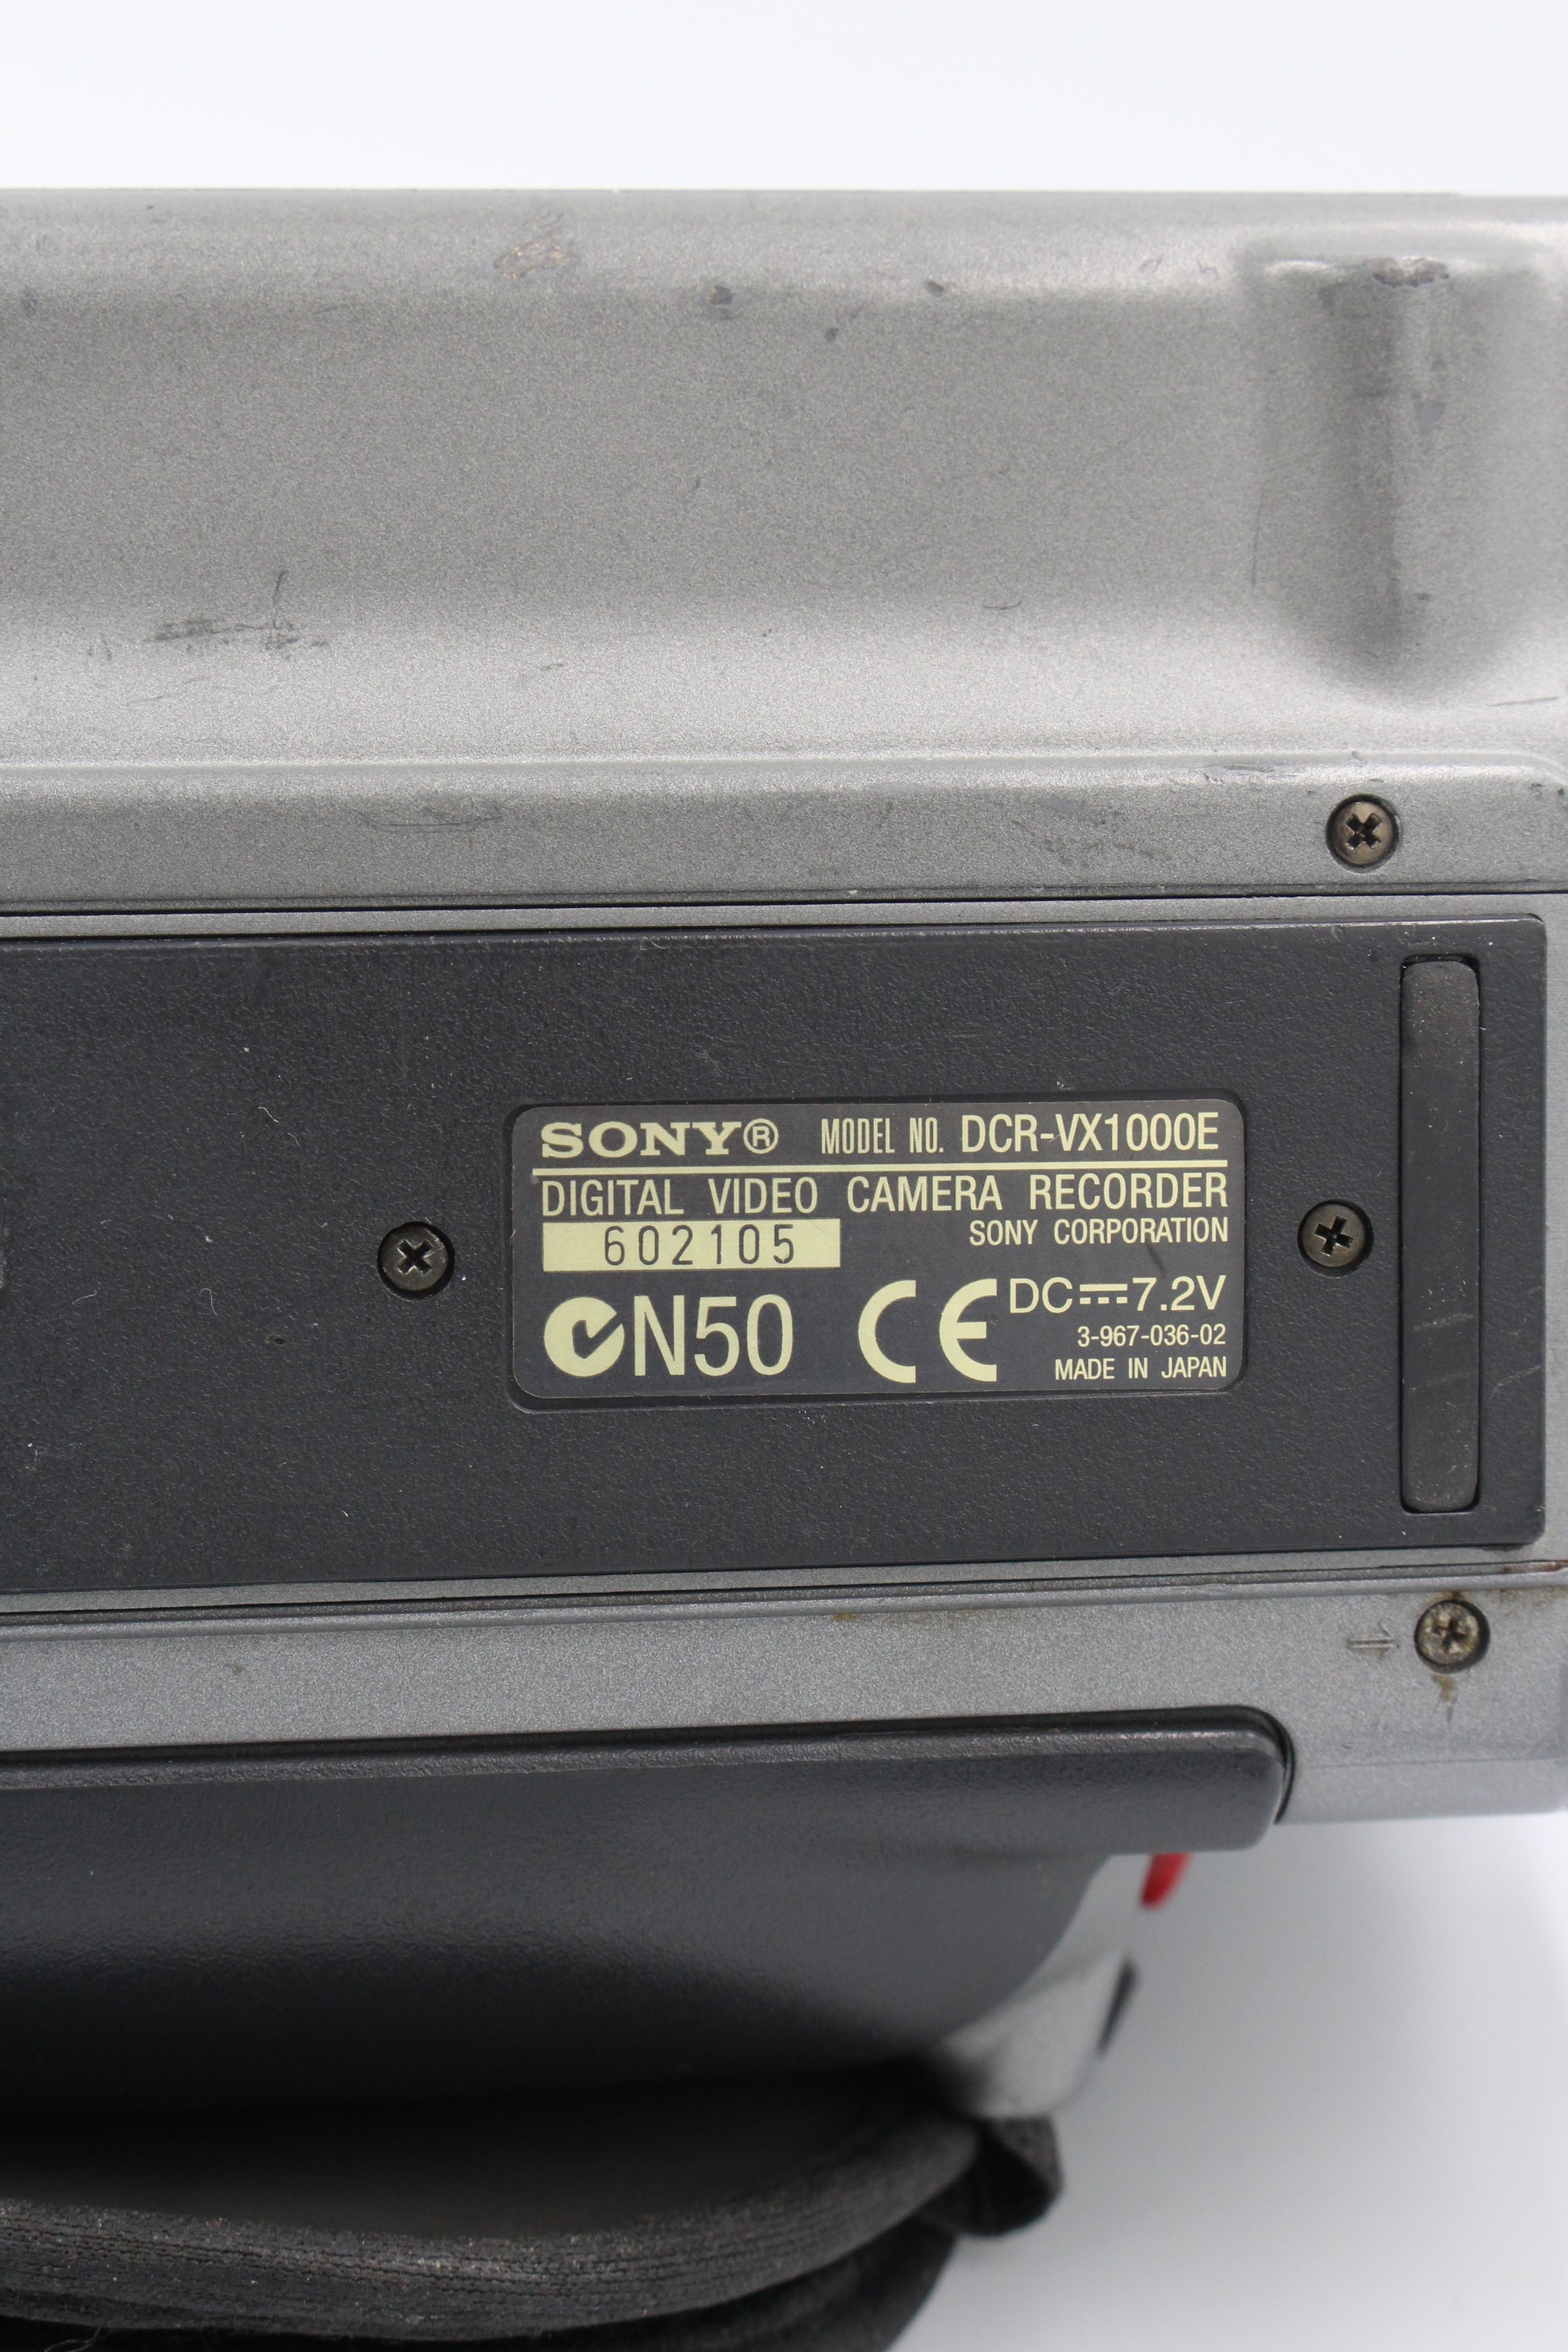 SONY® MODEL NO. DCR-VX1000E
DIGITAL VIDEO CAMERA RECORDER
602105 SONY CORPORATION
N50 CE DC⎓7.2V
3-967-036-02
MADE IN JAPAN